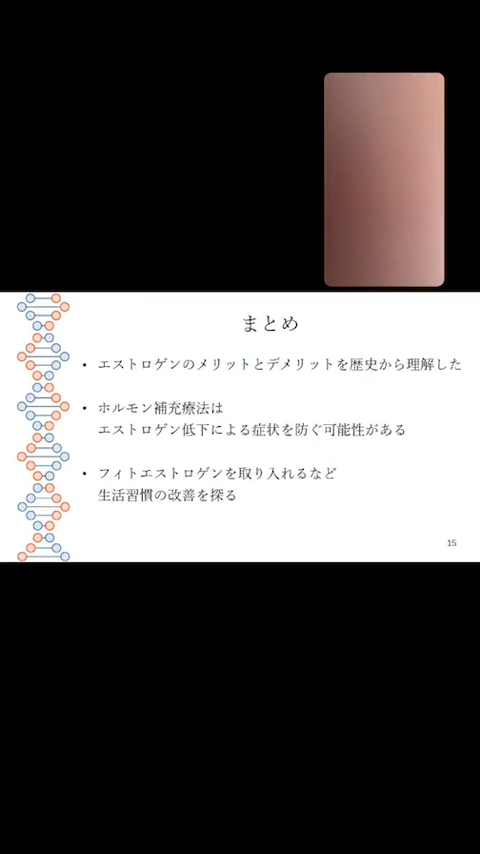 まとめ
• エストロゲンのメリットとデメリットを歴史から理解した
• ホルモン補充療法は
エストロゲン低下による症状を防ぐ可能性がある
• フィトエストロゲンを取り入れるなど
生活習慣の改善を探る
15